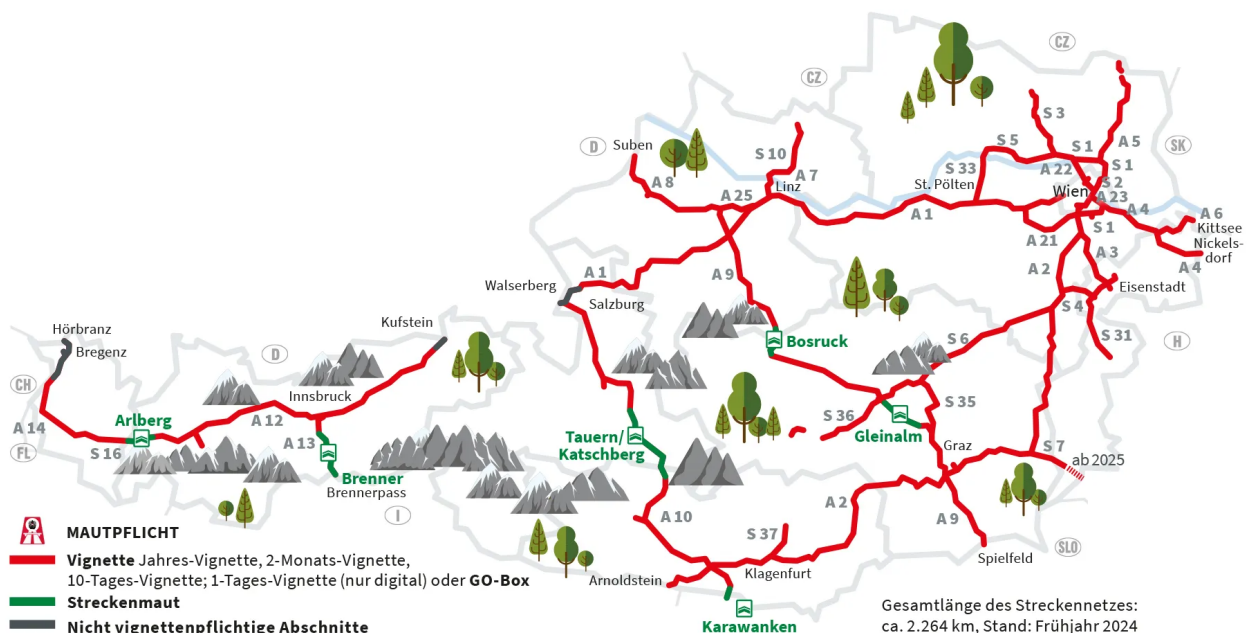 CZ
CZ
S 3
A 5
S 1
S 5
SK
D
Suben
S 10
A 7
S 33
A 22
S 1
A 8
Linz
St. Pölten
Wien
S 2
A 25
A 23
A 1
A 4
A 6
Kittsee
S 1
A 21
Nickels-
dorf
A 3
A 4
A 2
A 1
A 9
Walserberg
Eisenstadt
Salzburg
S 4
Kufstein
Hörbranz
Bregenz
Bosruck
S 6
S 31
H
D
CH
Innsbruck
Arlberg
A 12
S 36
S 35
A 14
A 13
Tauern/
Katschberg
Gleinalm
FL
S 16
Graz
S 7
ab 2025
Brenner
Brennerpass
A 2
I
A 10
A 9
S 37
SLO
Spielfeld
Arnoldstein
Klagenfurt
Karawanken
MAUTPFLICHT
Vignette Jahres-Vignette, 2-Monats-Vignette,
10-Tages-Vignette; 1-Tages-Vignette (nur digital) oder GO-Box
Streckenmaut
Nicht vignettenpflichtige Abschnitte
Gesamtlänge des Streckennetzes:
ca. 2.264 km, Stand: Frühjahr 2024